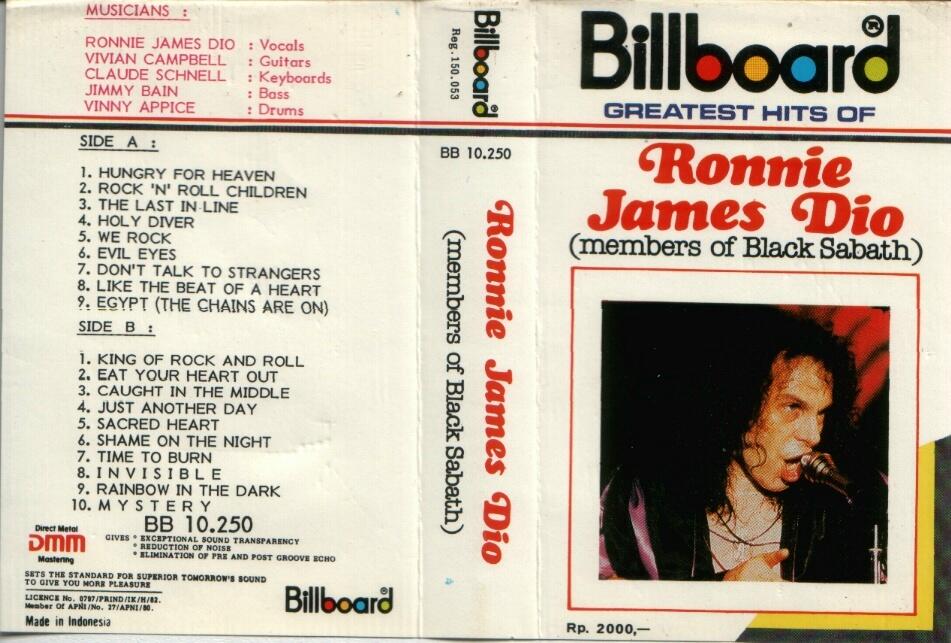 MUSICIANS :
RONNIE JAMES DIO : Vocals
VIVIAN CAMPBELL : Guitars
CLAUDE SCHNELL : Keyboards
JIMMY BAIN : Bass
VINNY APPICE : Drums
SIDE A :
1. HUNGRY FOR HEAVEN
2. ROCK 'N' ROLL CHILDREN
3. THE LAST IN LINE
4. HOLY DIVER
5. WE ROCK
6. EVIL EYES
7. DON'T TALK TO STRANGERS
8. LIKE THE BEAT OF A HEART
9. EGYPT (THE CHAINS ARE ON)
SIDE B :
1. KING OF ROCK AND ROLL
2. EAT YOUR HEART OUT
3. CAUGHT IN THE MIDDLE
4. JUST ANOTHER DAY
5. SACRED HEART
6. SHAME ON THE NIGHT
7. TIME TO BURN
8. I N V I S I B L E
9. RAINBOW IN THE DARK
10. M Y S T E R Y
BB 10.250
Direct Metal
DMM
Mastering
GIVES * EXCEPTIONAL SOUND TRANSPARENCY
* REDUCTION OF NOISE
* ELIMINATION OF PRE AND POST GROOVE ECHO
SETS THE STANDARD FOR SUPERIOR TOMORROW'S SOUND
TO GIVE YOU MORE PLEASURE
LICENCE No. 0797/PRIND/IK/H/82.
Member Of APNI/No. 27/APNI/80.
Made in Indonesia
Billboard
Billboard®
Reg. 150.053
BB 10.250
Ronnie James Dio
(members of Black Sabath)
Billboard®
GREATEST HITS OF
Ronnie
James Dio
(members of Black Sabath)
Rp. 2000,—